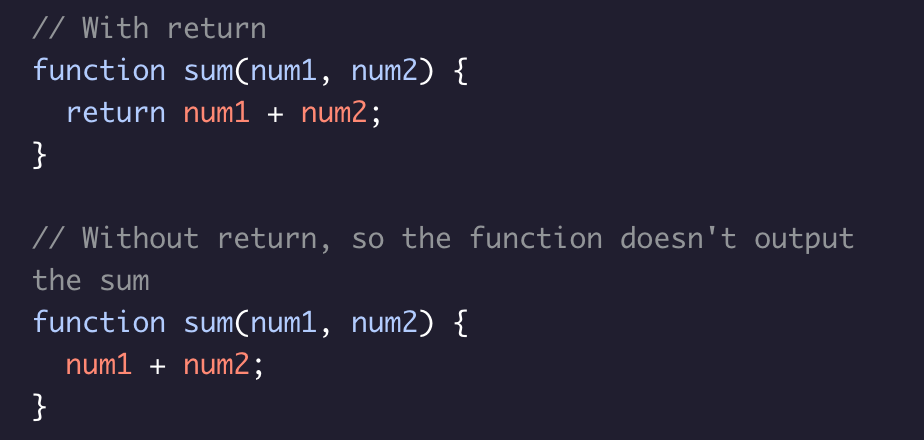 // With return
function sum(num1, num2) {
  return num1 + num2;
}

// Without return, so the function doesn't output
the sum
function sum(num1, num2) {
  num1 + num2;
}